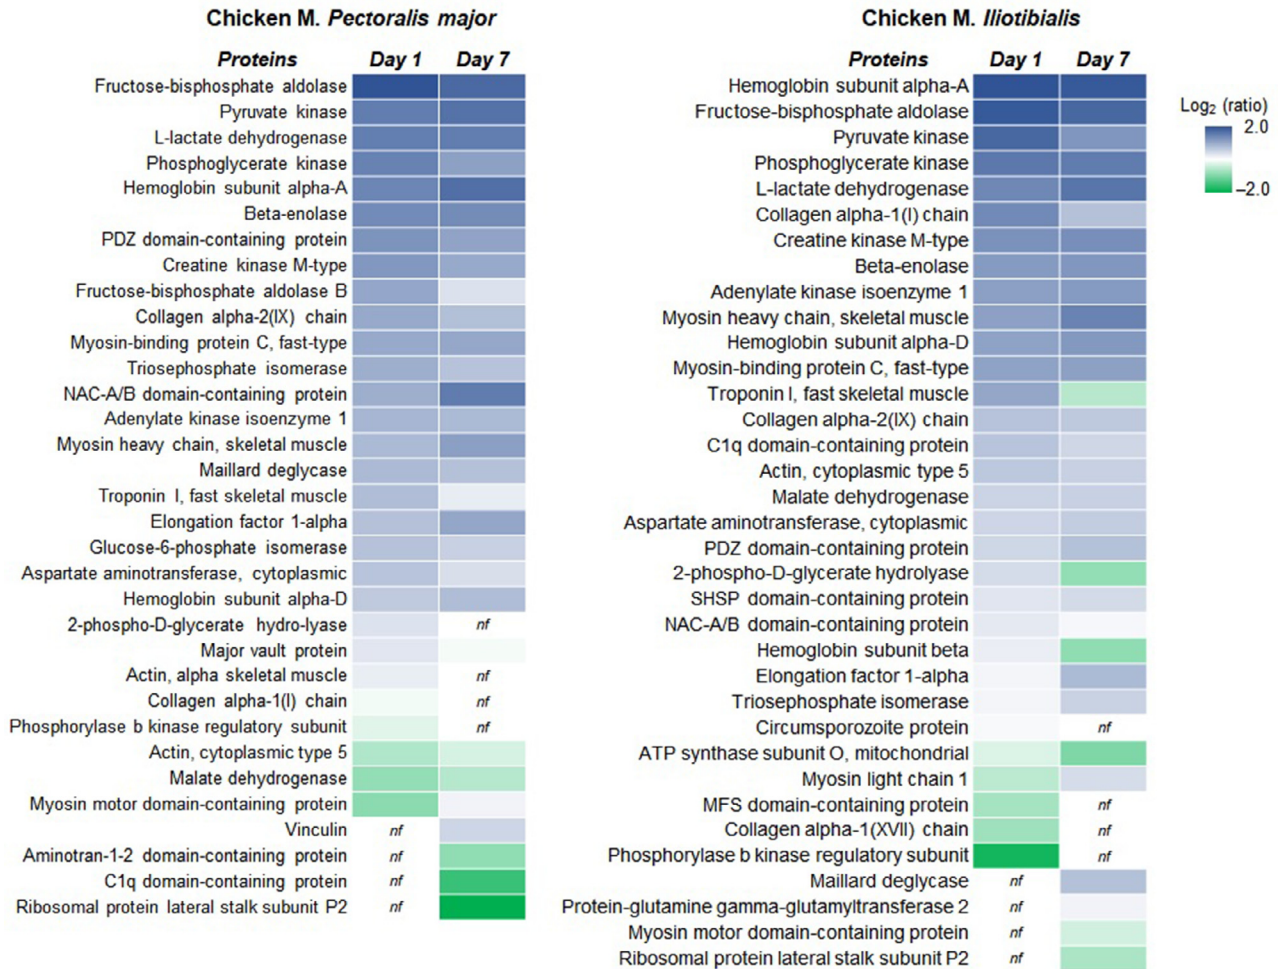 Chicken M. Pectoralis major
Proteins Day 1 Day 7
Fructose-bisphosphate aldolase
Pyruvate kinase
L-lactate dehydrogenase
Phosphoglycerate kinase
Hemoglobin subunit alpha-A
Beta-enolase
PDZ domain-containing protein
Creatine kinase M-type
Fructose-bisphosphate aldolase B
Collagen alpha-2(IX) chain
Myosin-binding protein C, fast-type
Triosephosphate isomerase
NAC-A/B domain-containing protein
Adenylate kinase isoenzyme 1
Myosin heavy chain, skeletal muscle
Maillard deglycase
Troponin I, fast skeletal muscle
Elongation factor 1-alpha
Glucose-6-phosphate isomerase
Aspartate aminotransferase, cytoplasmic
Hemoglobin subunit alpha-D
2-phospho-D-glycerate hydro-lyase nf
Major vault protein
Actin, alpha skeletal muscle nf
Collagen alpha-1(I) chain nf
Phosphorylase b kinase regulatory subunit nf
Actin, cytoplasmic type 5
Malate dehydrogenase
Myosin motor domain-containing protein
Vinculin nf
Aminotran-1-2 domain-containing protein nf
C1q domain-containing protein nf
Ribosomal protein lateral stalk subunit P2 nf
Chicken M. Iliotibialis
Proteins Day 1 Day 7
Hemoglobin subunit alpha-A
Fructose-bisphosphate aldolase
Pyruvate kinase
Phosphoglycerate kinase
L-lactate dehydrogenase
Collagen alpha-1(I) chain
Creatine kinase M-type
Beta-enolase
Adenylate kinase isoenzyme 1
Myosin heavy chain, skeletal muscle
Hemoglobin subunit alpha-D
Myosin-binding protein C, fast-type
Troponin I, fast skeletal muscle
Collagen alpha-2(IX) chain
C1q domain-containing protein
Actin, cytoplasmic type 5
Malate dehydrogenase
Aspartate aminotransferase, cytoplasmic
PDZ domain-containing protein
2-phospho-D-glycerate hydrolyase
SHSP domain-containing protein
NAC-A/B domain-containing protein
Hemoglobin subunit beta
Elongation factor 1-alpha
Triosephosphate isomerase
Circumsporozoite protein nf
ATP synthase subunit O, mitochondrial
Myosin light chain 1
MFS domain-containing protein nf
Collagen alpha-1(XVII) chain nf
Phosphorylase b kinase regulatory subunit nf
Maillard deglycase nf
Protein-glutamine gamma-glutamyltransferase 2 nf
Myosin motor domain-containing protein nf
Ribosomal protein lateral stalk subunit P2 nf
Log₂ (ratio)
2.0
–2.0